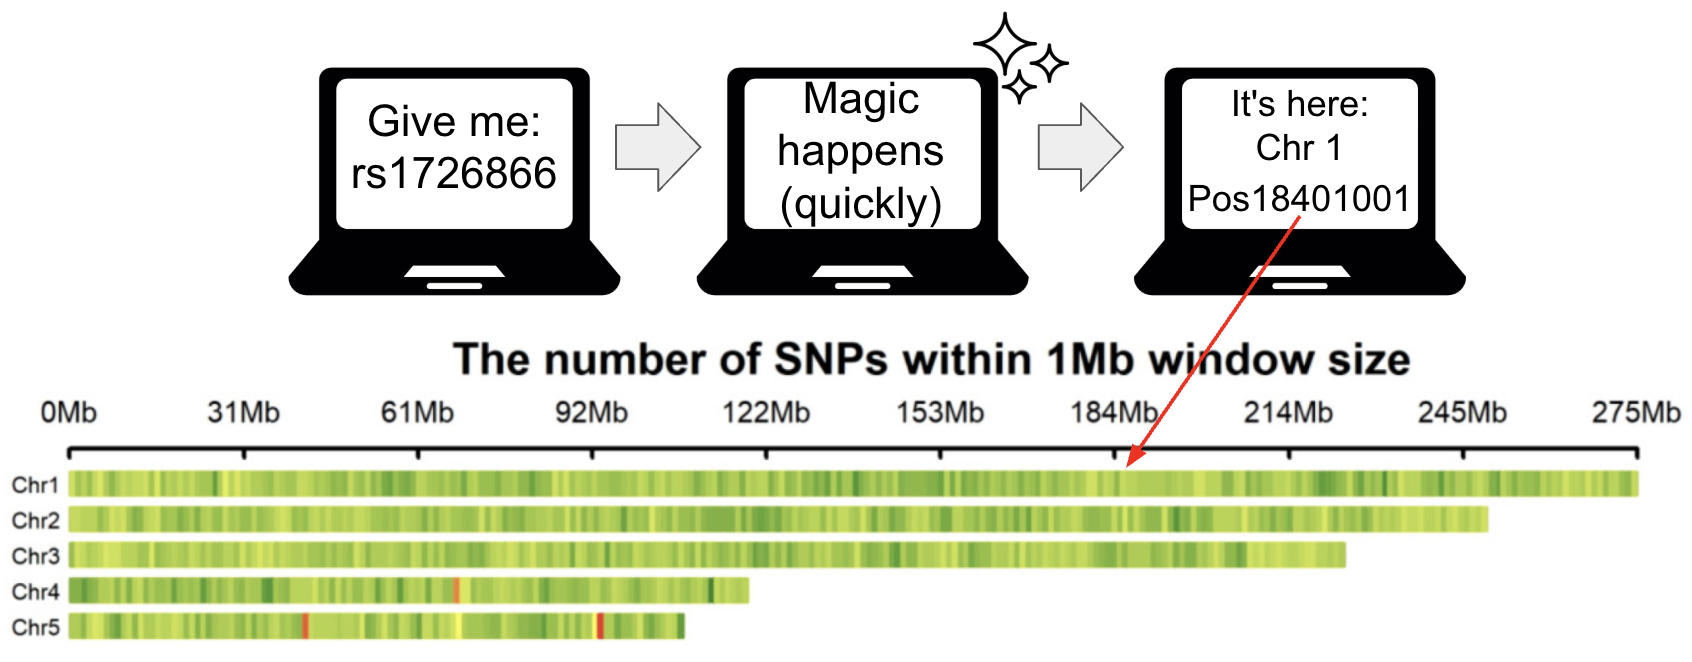 Give me:
rs1726866
Magic
happens
(quickly)
It's here:
Chr 1
Pos18401001
The number of SNPs within 1Mb window size
0Mb 31Mb 61Mb 92Mb 122Mb 153Mb 184Mb 214Mb 245Mb 275Mb
Chr1
Chr2
Chr3
Chr4
Chr5